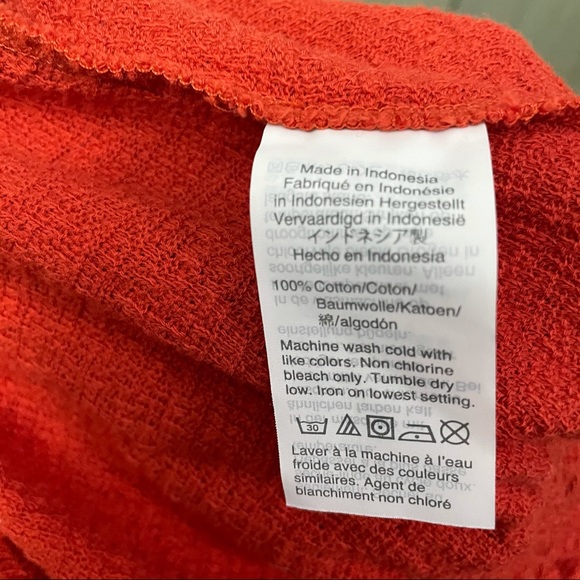 Made in Indonesia
Fabriqué en Indonésie
in Indonesien Hergestellt
Vervaardigd in Indonesië
インドネシア製
Hecho en Indonesia
100% Cotton/Coton/
Baumwolle/Katoen/
綿/algodón
Machine wash cold with
like colors. Non chlorine
bleach only. Tumble dry
low. Iron on lowest setting.
30
Laver à la machine à l'eau
froide avec des couleurs
similaires. Agent de
blanchiment non chloré